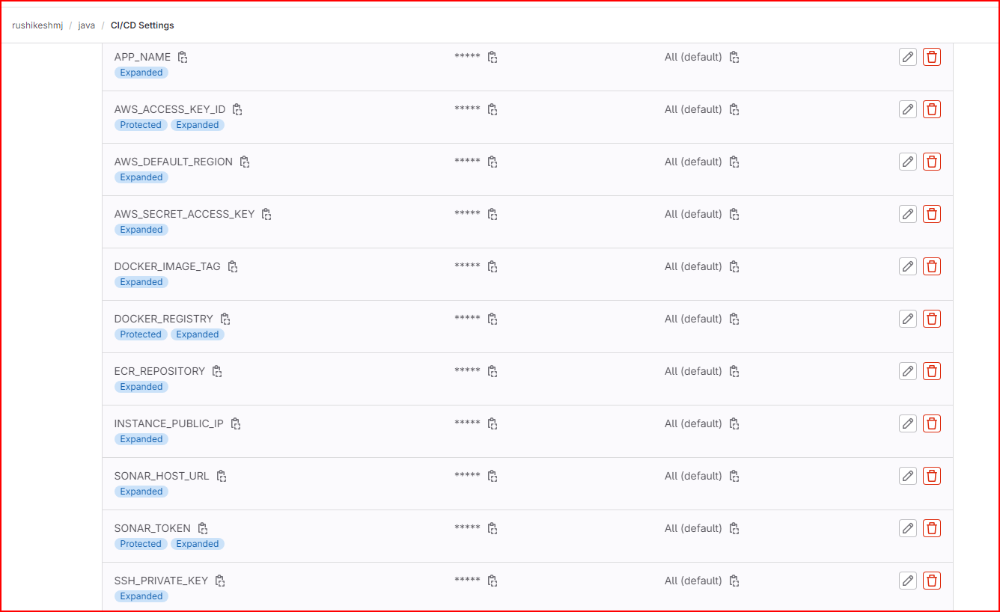 rushikeshmj / java / CI/CD Settings
APP_NAME ***** All (default)
Expanded
AWS_ACCESS_KEY_ID ***** All (default)
Protected Expanded
AWS_DEFAULT_REGION ***** All (default)
Expanded
AWS_SECRET_ACCESS_KEY ***** All (default)
Expanded
DOCKER_IMAGE_TAG ***** All (default)
Expanded
DOCKER_REGISTRY ***** All (default)
Protected Expanded
ECR_REPOSITORY ***** All (default)
Expanded
INSTANCE_PUBLIC_IP ***** All (default)
Expanded
SONAR_HOST_URL ***** All (default)
Expanded
SONAR_TOKEN ***** All (default)
Protected Expanded
SSH_PRIVATE_KEY ***** All (default)
Expanded